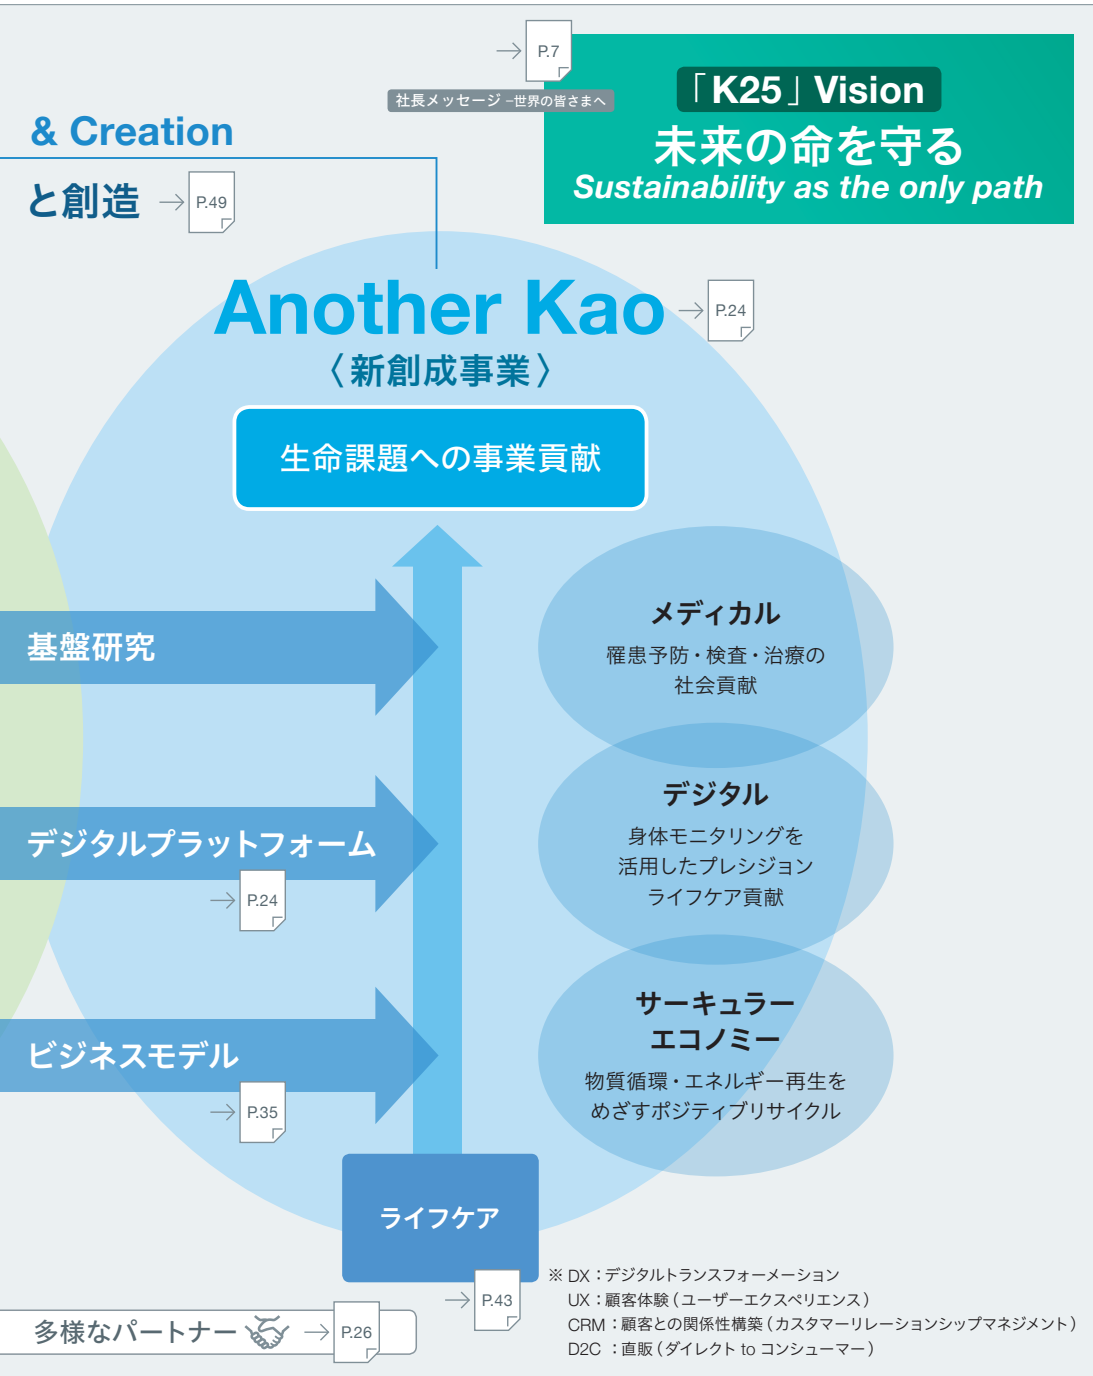 P.7
社長メッセージ –世界の皆さまへ
「K25」Vision
未来の命を守る
Sustainability as the only path
& Creation
と創造
P.49
Another Kao
P.24
〈新創成事業〉
生命課題への事業貢献
基盤研究
デジタルプラットフォーム
P.24
ビジネスモデル
P.35
メディカル
罹患予防・検査・治療の
社会貢献
デジタル
身体モニタリングを
活用したプレシジョン
ライフケア貢献
サーキュラー
エコノミー
物質循環・エネルギー再生を
めざすポジティブリサイクル
ライフケア
P.43
多様なパートナー
P.26
※ DX：デジタルトランスフォーメーション
UX：顧客体験（ユーザーエクスペリエンス）
CRM：顧客との関係性構築（カスタマーリレーションシップマネジメント）
D2C ：直販（ダイレクト to コンシューマー）